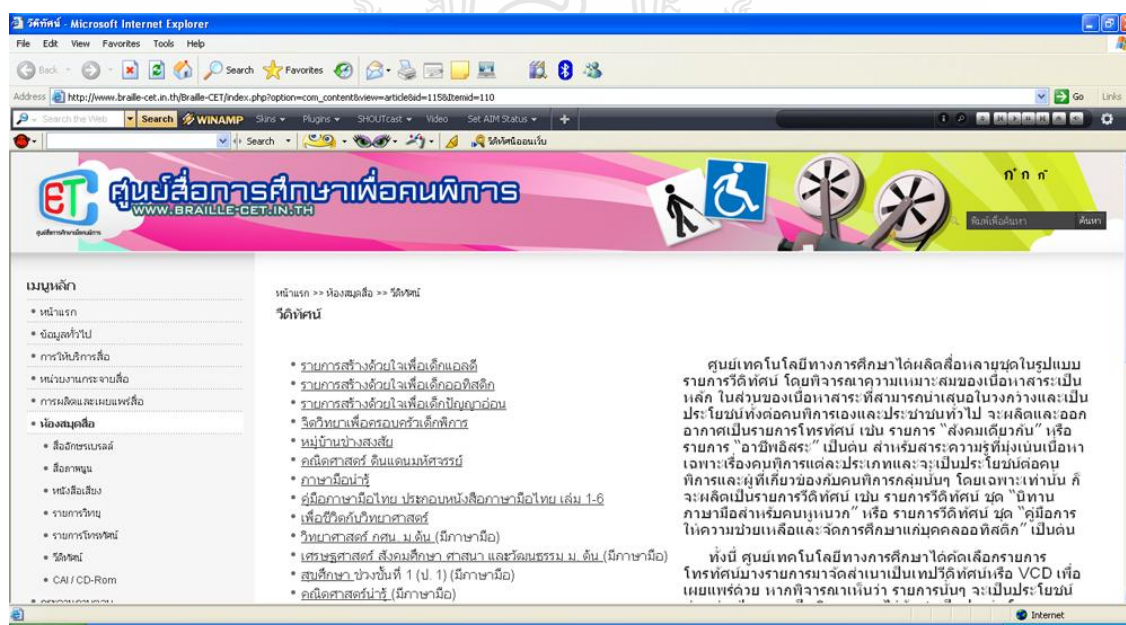 วีดิทัศน์ - Microsoft Internet Explorer
File Edit View Favorites Tools Help
Back Search Favorites
Address http://www.braille-cet.in.th/Braille-CET/index.php?option=com_content&view=article&id=115&Itemid=110 Go Links
Search the Web Search WINAMP Skins Plugins SHOUTcast Video Set AIM Status
Search วีดิทัศน์ออนเว็บ
ET ศูนย์สื่อการศึกษาเพื่อคนพิการ
WWW.BRAILLE-CET.IN.TH
ศูนย์สื่อการศึกษาเพื่อคนพิการ
ก+ ก ก-
พิมพ์เพื่อค้นหา ค้นหา
เมนูหลัก
หน้าแรก
ข้อมูลทั่วไป
การให้บริการสื่อ
หน่วยงานกระจายสื่อ
การผลิตและเผยแพร่สื่อ
ห้องสมุดสื่อ
สื่ออักษรเบรลล์
สื่อภาพนูน
หนังสือเสียง
รายการวิทยุ
รายการโทรทัศน์
วีดิทัศน์
CAI / CD-Rom
หน้าแรก >> ห้องสมุดสื่อ >> วีดิทัศน์
วีดิทัศน์
รายการสร้างด้วยใจเพื่อเด็กแอลดี
รายการสร้างด้วยใจเพื่อเด็กออทิสติก
รายการสร้างด้วยใจเพื่อเด็กปัญญาอ่อน
จิตวิทยาเพื่อครอบครัวเด็กพิการ
หมู่บ้านช่างสงสัย
คณิตศาสตร์ ดินแดนมหัศจรรย์
ภาษามือน่ารู้
คู่มือภาษามือไทย ประกอบหนังสือภาษามือไทย เล่ม 1-6
เพื่อชีวิตกับวิทยาศาสตร์
วิทยาศาสตร์ กศน. ม.ต้น (มีภาษามือ)
เศรษฐศาสตร์ สังคมศึกษา ศาสนา และวัฒนธรรม ม. ต้น (มีภาษามือ)
สบศึกษา ช่วงชั้นที่ 1 (ป. 1) (มีภาษามือ)
คณิตศาสตร์น่ารู้ (มีภาษามือ)
ศูนย์เทคโนโลยีทางการศึกษาได้ผลิตสื่อหลายชุดในรูปแบบ
รายการวีดิทัศน์ โดยพิจารณาความเหมาะสมของเนื้อหาสาระเป็น
หลัก ในส่วนของเนื้อหาสาระที่สามารถนำเสนอในวงกว้างและเป็น
ประโยชน์ทั้งต่อคนพิการเองและประชาชนทั่วไป จะผลิตและออก
อากาศเป็นรายการโทรทัศน์ เช่น รายการ "สังคมเดียวกัน" หรือ
รายการ "อาชีพอิสระ" เป็นต้น สำหรับสาระความรู้ที่มุ่งเน้นเนื้อหา
เฉพาะเรื่องคนพิการแต่ละประเภทและจะเป็นประโยชน์ต่อคน
พิการและผู้ที่เกี่ยวข้องกับคนพิการกลุ่มนั้นๆ โดยเฉพาะเท่านั้น ก็
จะผลิตเป็นรายการวีดิทัศน์ เช่น รายการวีดิทัศน์ ชุด "นิทาน
ภาษามือสำหรับคนหูหนวก" หรือ รายการวีดิทัศน์ ชุด "คู่มือการ
ให้ความช่วยเหลือและจัดการศึกษาแก่บุคคลออทิสติก" เป็นต้น
ทั้งนี้ ศูนย์เทคโนโลยีทางการศึกษาได้คัดเลือกรายการ
โทรทัศน์บางรายการมาจัดสำเนาเป็นเทปวีดิทัศน์หรือ VCD เพื่อ
เผยแพร่ด้วย หากพิจารณาเห็นว่า รายการนั้นๆ จะเป็นประโยชน์
Internet